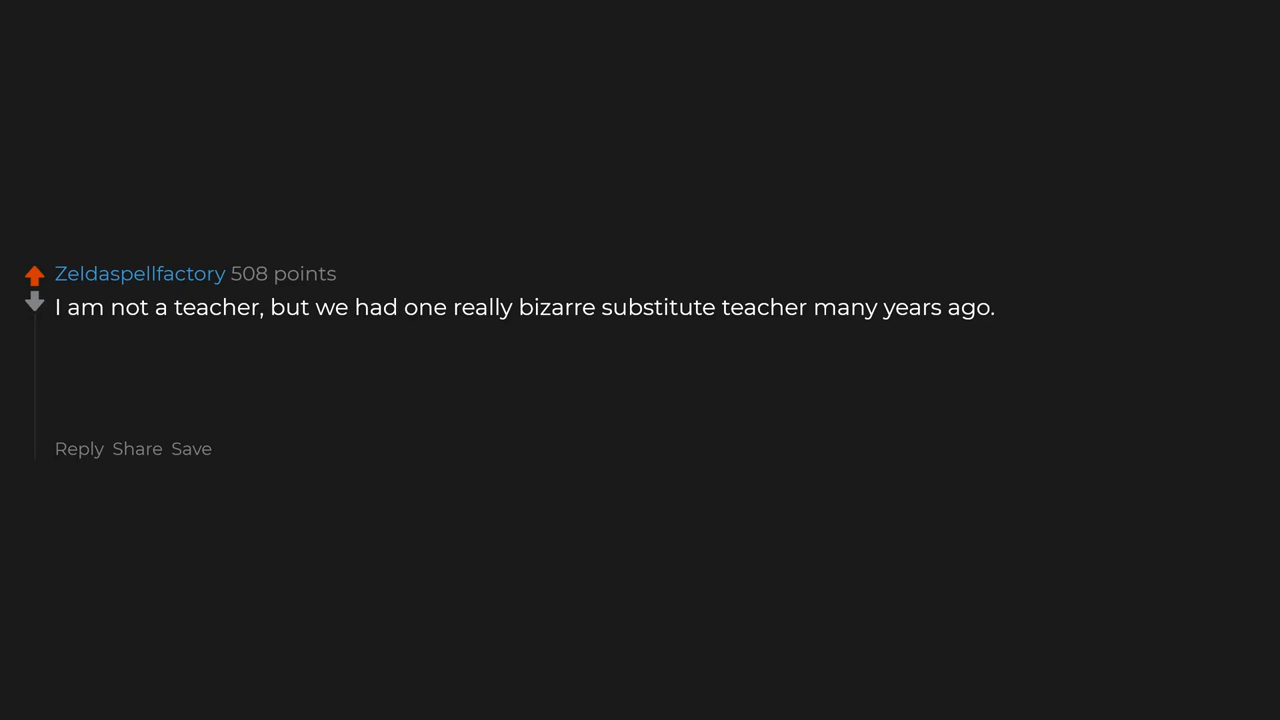 Zeldaspellfactory 508 points
I am not a teacher, but we had one really bizarre substitute teacher many years ago.
Reply Share Save